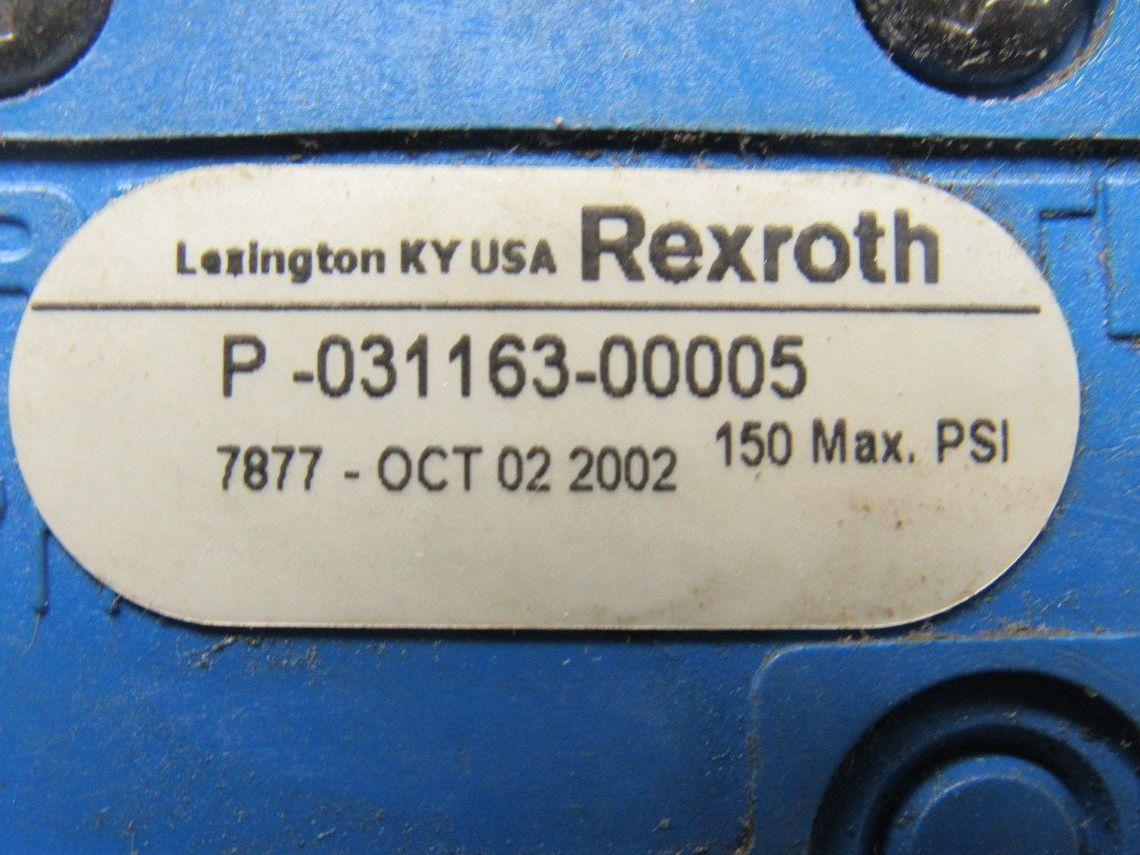 Lexington KY USA Rexroth
P -031163-00005
7877 - OCT 02 2002 150 Max. PSI